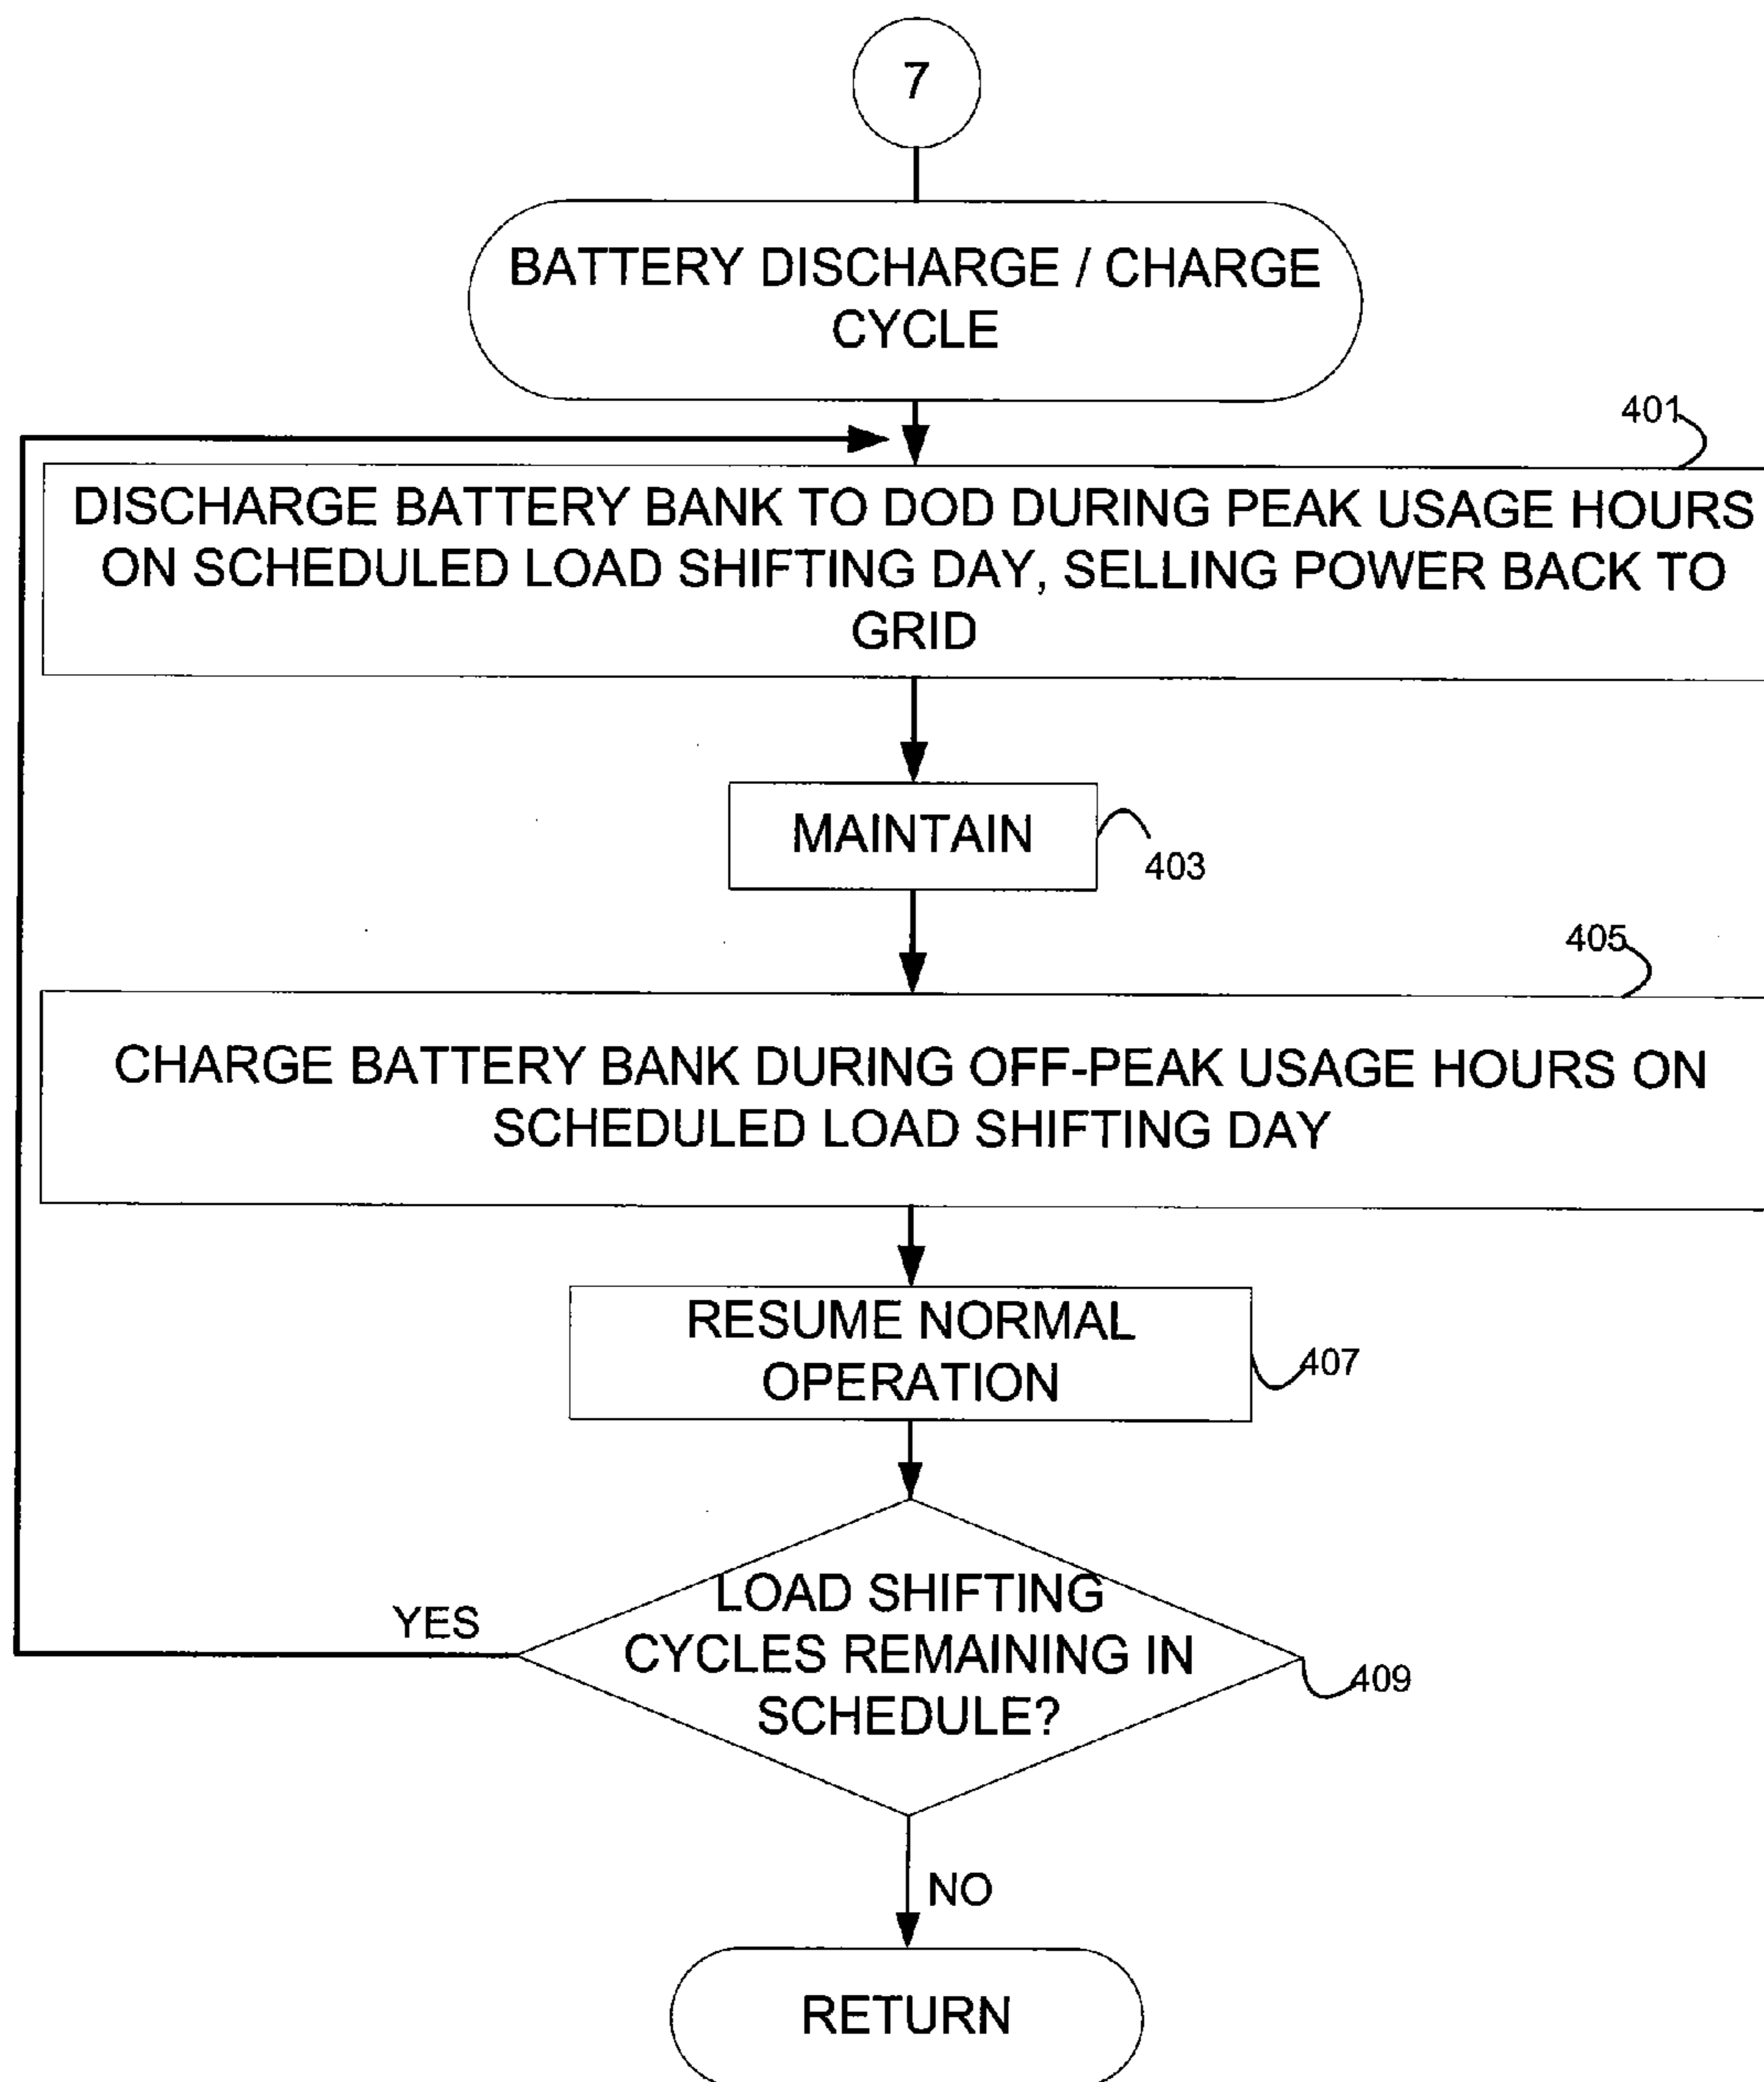 7
BATTERY DISCHARGE / CHARGE
CYCLE
401
DISCHARGE BATTERY BANK TO DOD DURING PEAK USAGE HOURS
ON SCHEDULED LOAD SHIFTING DAY, SELLING POWER BACK TO
GRID
MAINTAIN
403
405
CHARGE BATTERY BANK DURING OFF-PEAK USAGE HOURS ON
SCHEDULED LOAD SHIFTING DAY
RESUME NORMAL
OPERATION
407
LOAD SHIFTING
CYCLES REMAINING IN
SCHEDULE?
YES
409
NO
RETURN